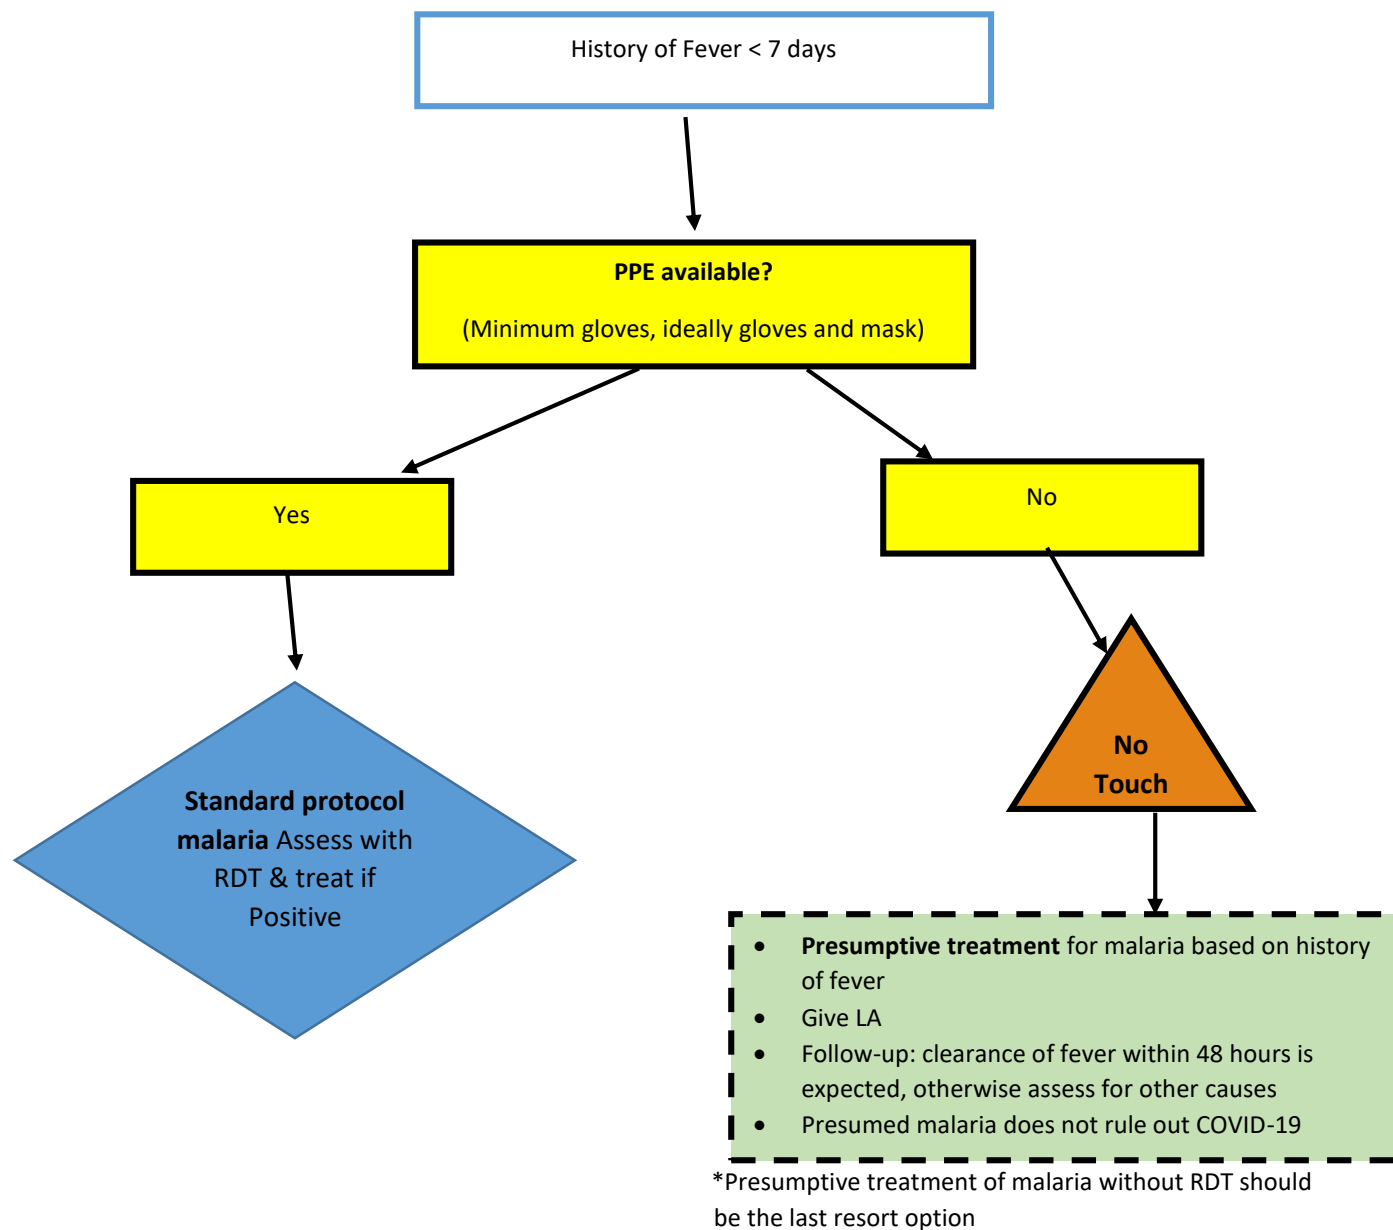 History of Fever < 7 days
PPE available?
(Minimum gloves, ideally gloves and mask)
Yes
No
Standard protocol
malaria Assess with
RDT & treat if
Positive
No
Touch
• Presumptive treatment for malaria based on history
of fever
• Give LA
• Follow-up: clearance of fever within 48 hours is
expected, otherwise assess for other causes
• Presumed malaria does not rule out COVID-19
*Presumptive treatment of malaria without RDT should
be the last resort option